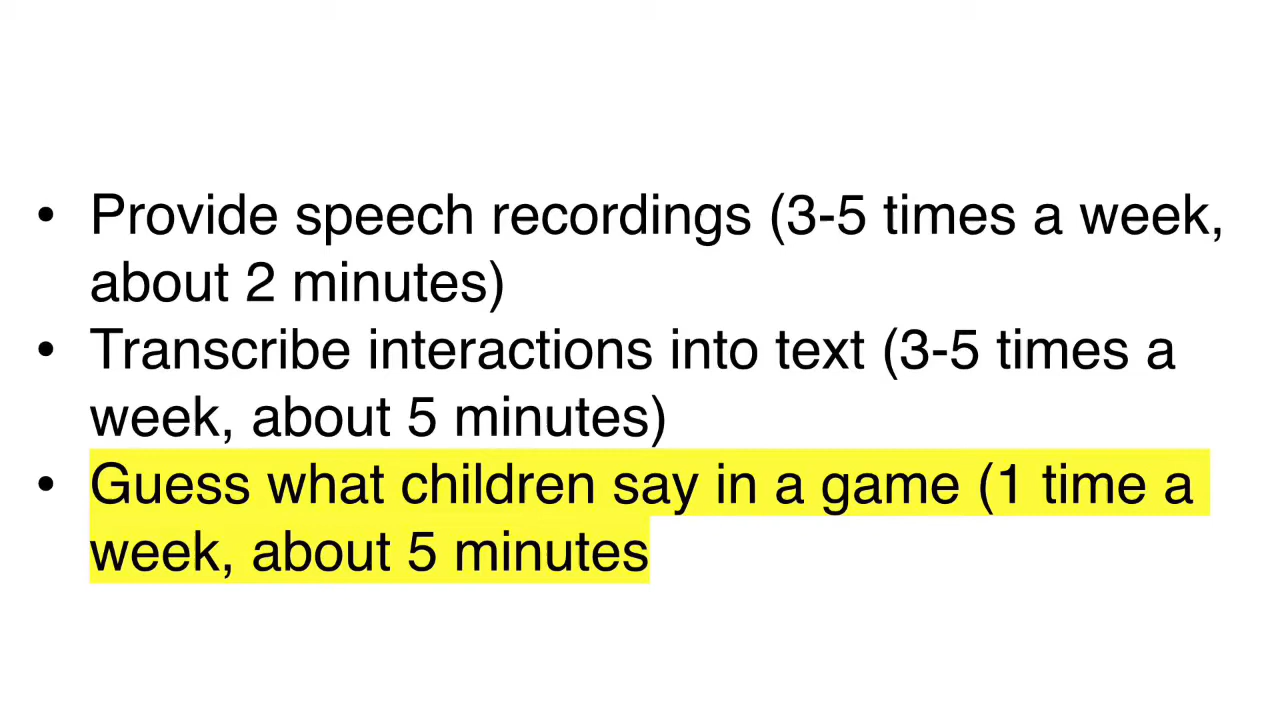 • Provide speech recordings (3-5 times a week,
about 2 minutes)
• Transcribe interactions into text (3-5 times a
week, about 5 minutes)
• Guess what children say in a game (1 time a
week, about 5 minutes